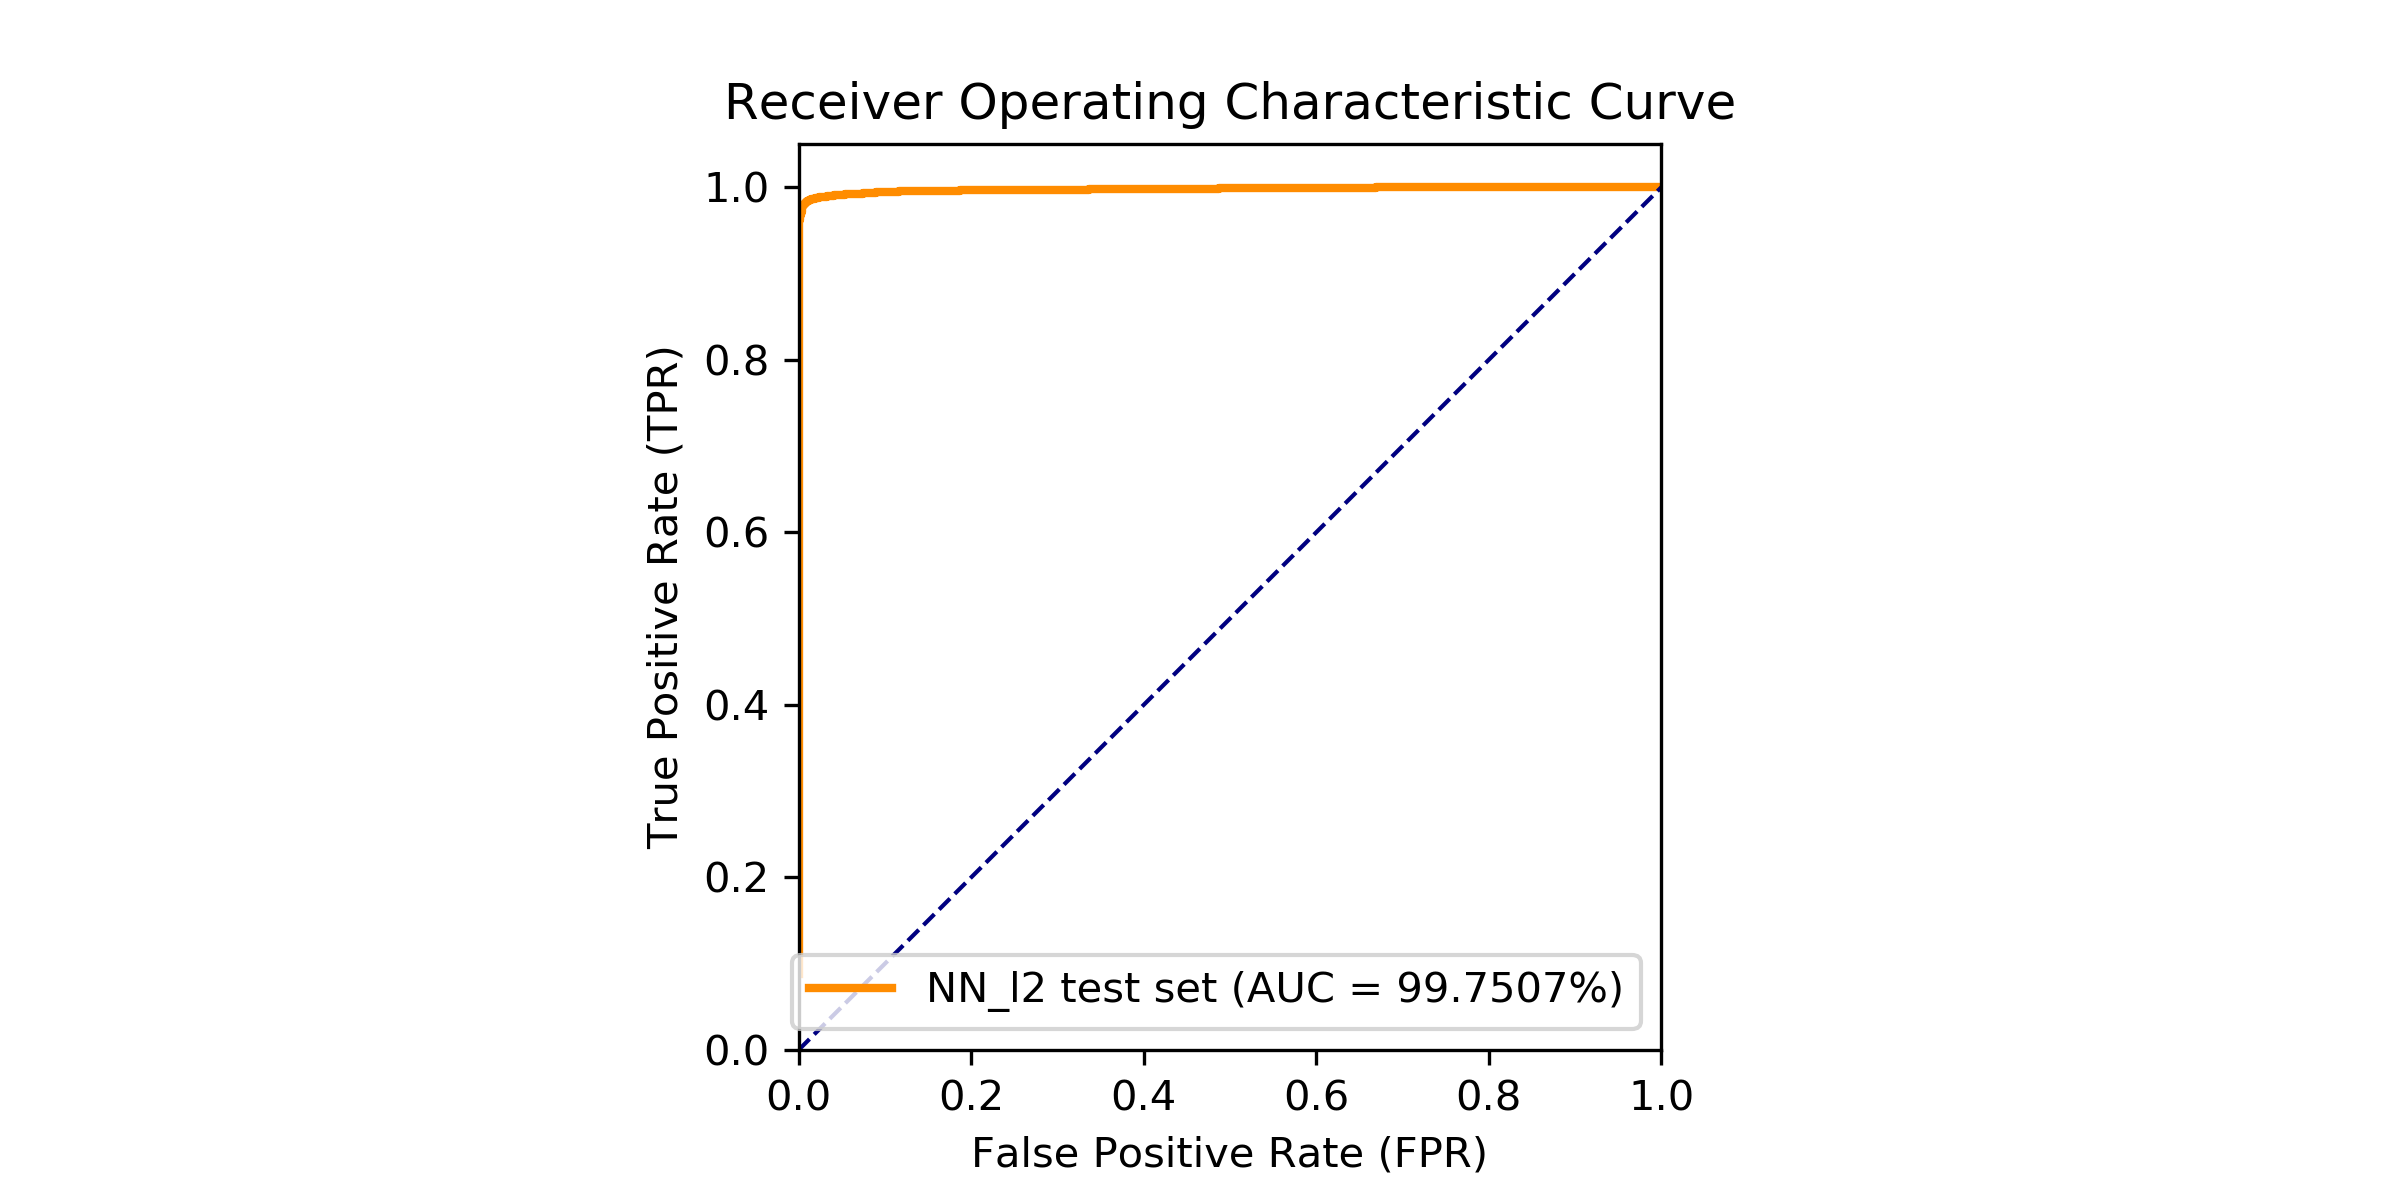 Receiver Operating Characteristic Curve
True Positive Rate (TPR)
1.0
0.8
0.6
0.4
0.2
0.0
NN_l2 test set (AUC = 99.7507%)
0.0 0.2 0.4 0.6 0.8 1.0
False Positive Rate (FPR)